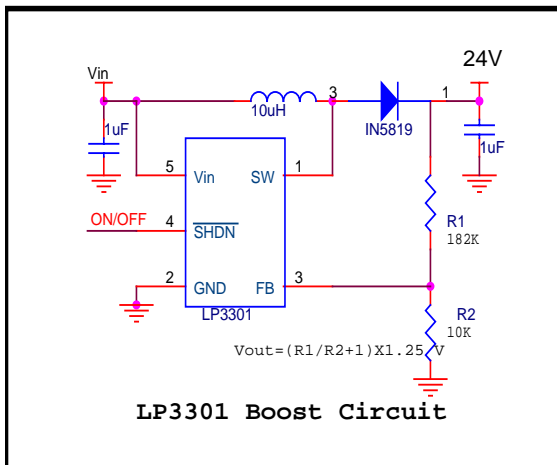 24V
Vin
3
1
10uH
IN5819
1uF
1uF
5
Vin
SW
1
ON/OFF
4
SHDN
R1
182K
2
GND
FB
3
LP3301
R2
10K
Vout=(R1/R2+1)X1.25 V
LP3301 Boost Circuit